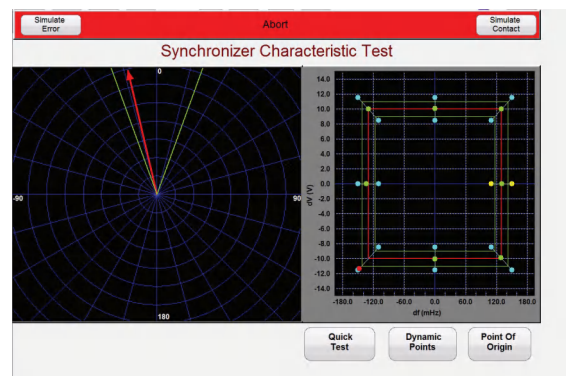 Simulate
Error
Abort
Simulate
Contact
Synchronizer Characteristic Test
0
-90
90
180
14.0
12.0
10.0
8.0
6.0
4.0
2.0
0.0
-2.0
-4.0
-6.0
-8.0
-10.0
-12.0
-14.0
dV (V)
-180.0 -120.0 -60.0 0.0 60.0 120.0 180.0
df (mHz)
Quick
Test
Dynamic
Points
Point Of
Origin